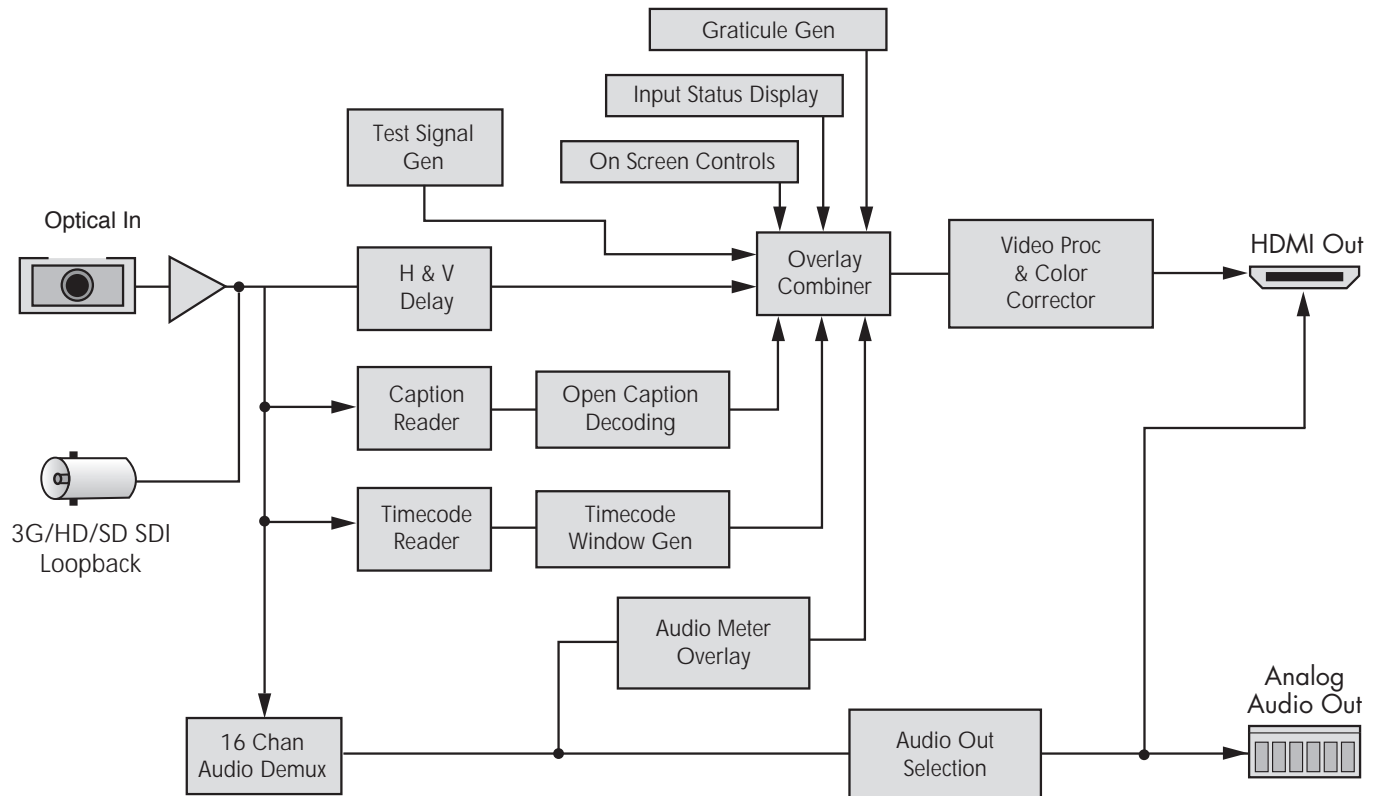 Graticule Gen
Input Status Display
Test Signal
Gen
On Screen Controls
Optical In
H & V
Delay
Overlay
Combiner
Video Proc
& Color
Corrector
HDMI Out
Caption
Reader
Open Caption
Decoding
3G/HD/SD SDI
Loopback
Timecode
Reader
Timecode
Window Gen
Audio Meter
Overlay
16 Chan
Audio Demux
Audio Out
Selection
Analog
Audio Out